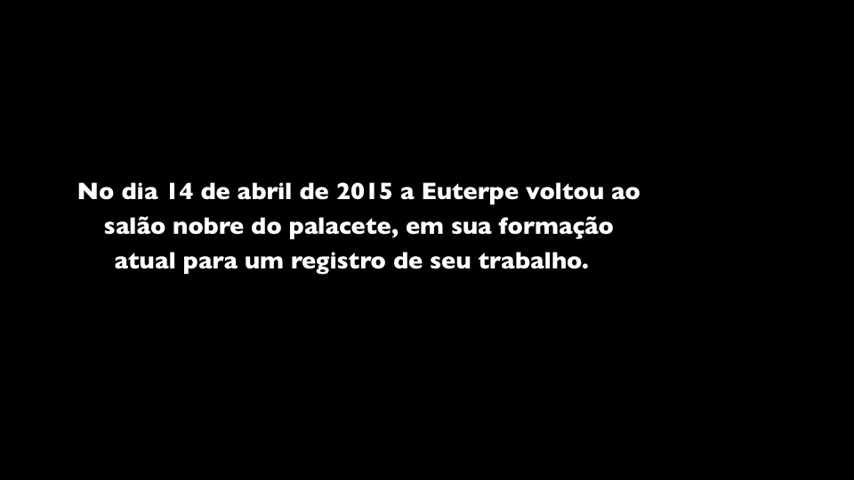 No dia 14 de abril de 2015 a Euterpe voltou ao
salão nobre do palacete, em sua formação
atual para um registro de seu trabalho.